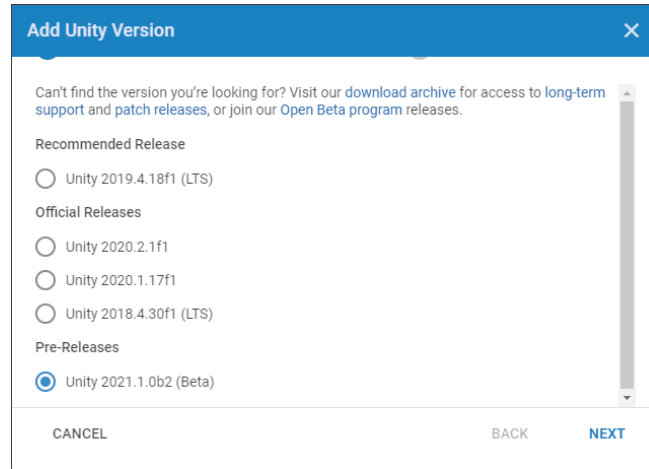 Add Unity Version
Can't find the version you're looking for? Visit our download archive for access to long-term
support and patch releases, or join our Open Beta program releases.
Recommended Release
Unity 2019.4.18f1 (LTS)
Official Releases
Unity 2020.2.1f1
Unity 2020.1.17f1
Unity 2018.4.30f1 (LTS)
Pre-Releases
Unity 2021.1.0b2 (Beta)
CANCEL BACK NEXT